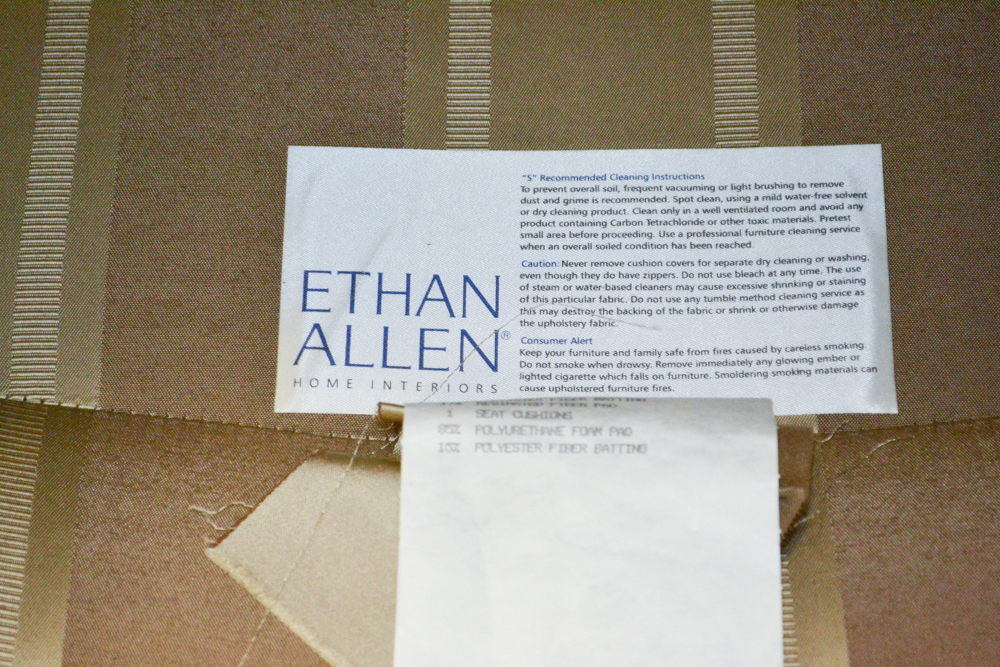 "S" Recommended Cleaning Instructions
To prevent overall soil, frequent vacuuming or light brushing to remove
dust and grime is recommended. Spot clean, using a mild water-free solvent
or dry cleaning product. Clean only in a well ventilated room and avoid any
product containing Carbon Tetrachloride or other toxic materials. Pretest
small area before proceeding. Use a professional furniture cleaning service
when an overall soiled condition has been reached.
Caution: Never remove cushion covers for separate dry cleaning or washing,
even though they do have zippers. Do not use bleach at any time. The use
of steam or water-based cleaners may cause excessive shrinking or staining
of this particular fabric. Do not use any tumble method cleaning service as
this may destroy the backing of the fabric or shrink or otherwise damage
the upholstery fabric.
Consumer Alert
Keep your furniture and family safe from fires caused by careless smoking.
Do not smoke when drowsy. Remove immediately any glowing ember or
lighted cigarette which falls on furniture. Smoldering smoking materials can
cause upholstered furniture fires.
ETHAN
ALLEN®
HOME INTERIORS
FIBER PAD
1 SEAT CUSHIONS
85% POLYURETHANE FOAM PAD
15% POLYESTER FIBER BATTING